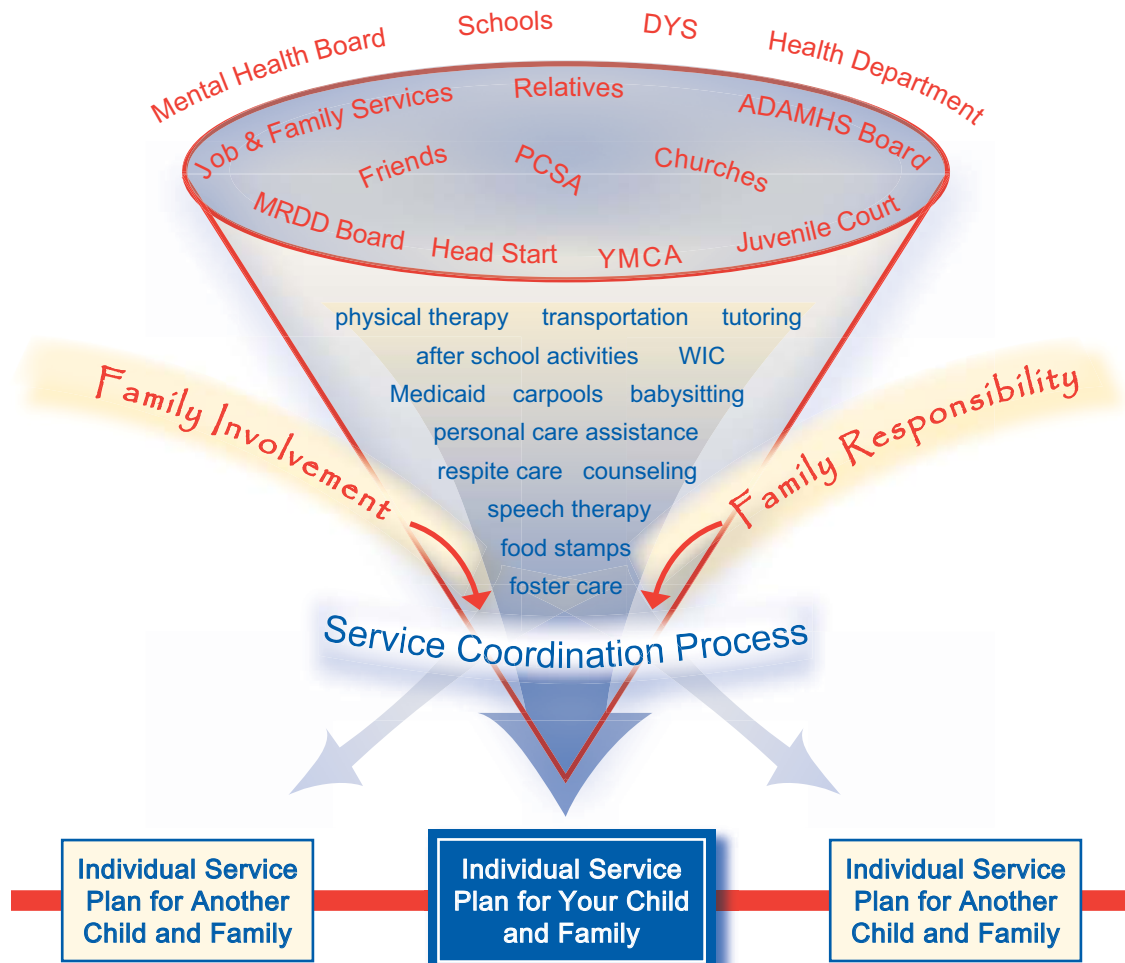 Mental Health Board Schools DYS Health Department
Job & Family Services Relatives ADAMHS Board
Friends PCSA Churches
MRDD Board Head Start YMCA Juvenile Court
physical therapy transportation tutoring
after school activities WIC
Medicaid carpools babysitting
personal care assistance
respite care counseling
speech therapy
food stamps
foster care
Family Involvement
Family Responsibility
Service Coordination Process
Individual Service
Plan for Another
Child and Family
Individual Service
Plan for Your Child
and Family
Individual Service
Plan for Another
Child and Family